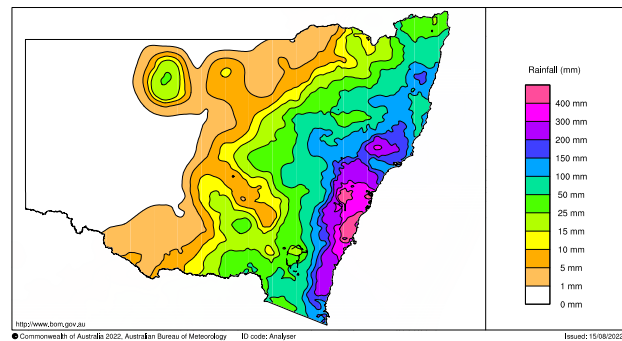 Rainfall (mm)
400 mm
300 mm
200 mm
150 mm
100 mm
50 mm
25 mm
15 mm
10 mm
5 mm
1 mm
0 mm
http://www.bom.gov.au
© Commonwealth of Australia 2022, Australian Bureau of Meteorology ID code: Analyser Issued: 15/08/2022